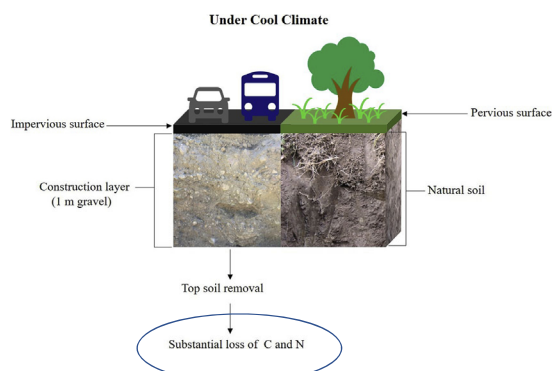 Under Cool Climate
Impervious surface
Pervious surface
Construction layer
(1 m gravel)
Natural soil
Top soil removal
Substantial loss of C and N